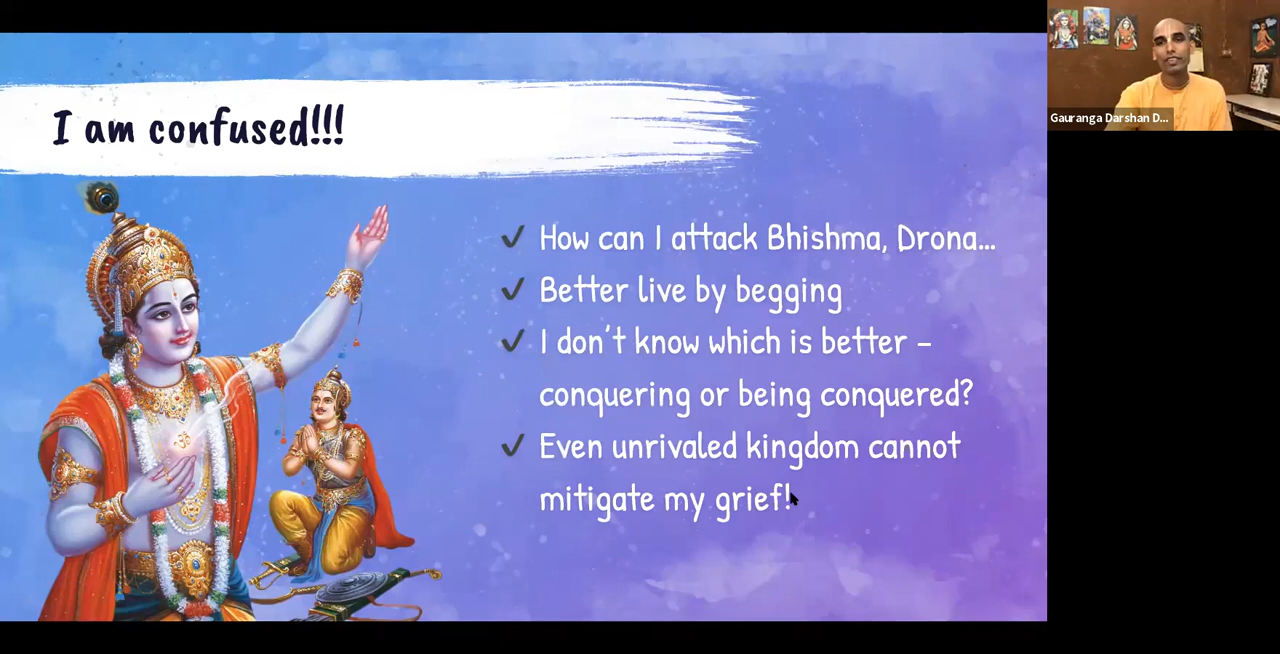 I am confused!!!
✓ How can I attack Bhishma, Drona...
✓ Better live by begging
✓ I don't know which is better –
conquering or being conquered?
✓ Even unrivaled kingdom cannot
mitigate my grief!
Gauranga Darshan D...